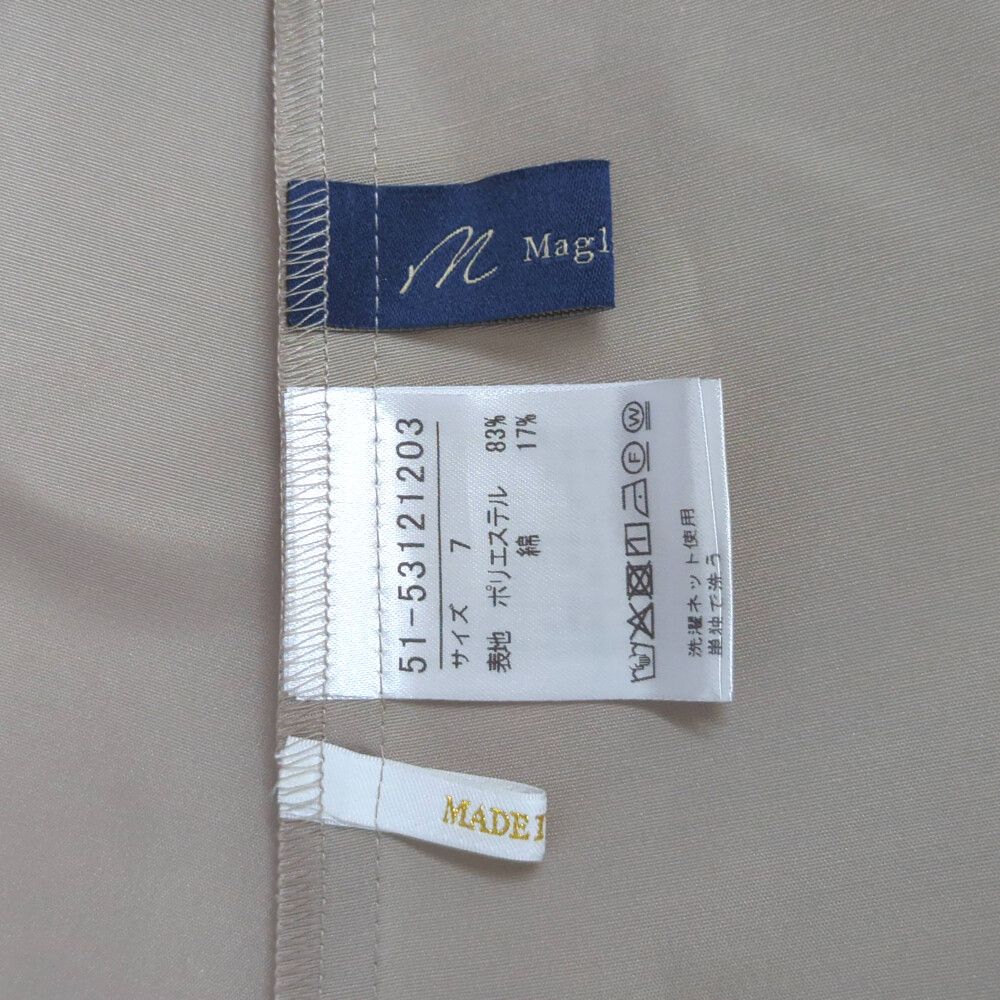 M Magl
51-53121203
サイズ 7
表地 ポリエステル 83%
綿 17%
F W
洗濯ネット使用
単独で洗う
MADE I